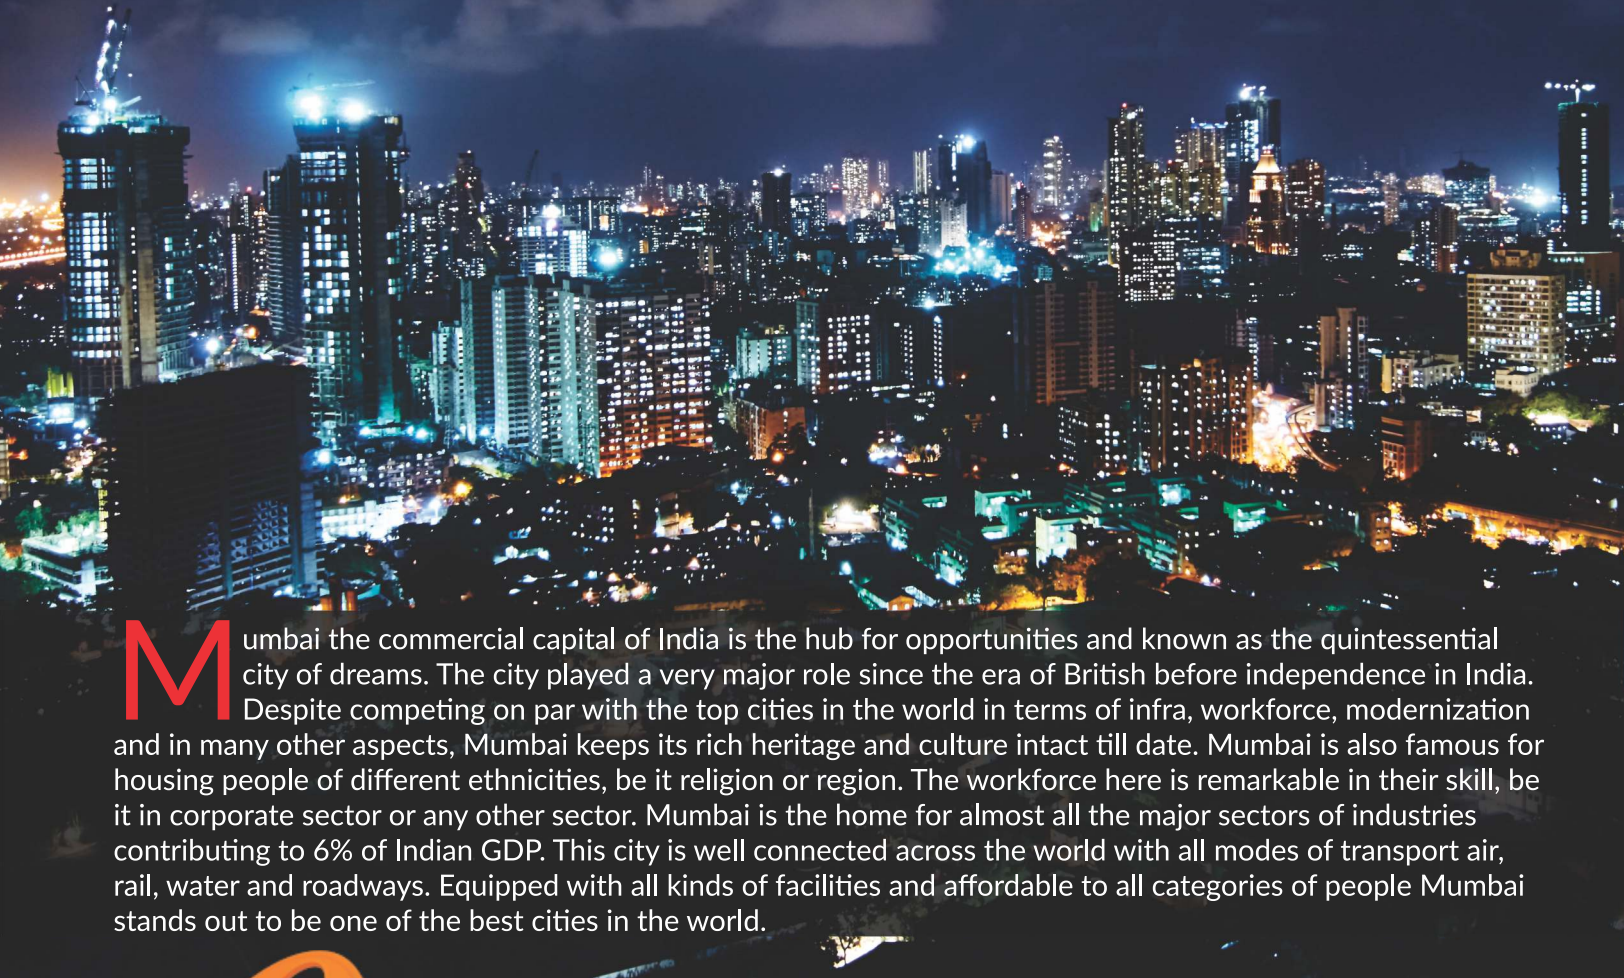 Mumbai the commercial capital of India is the hub for opportunities and known as the quintessential
city of dreams. The city played a very major role since the era of British before independence in India.
Despite competing on par with the top cities in the world in terms of infra, workforce, modernization
and in many other aspects, Mumbai keeps its rich heritage and culture intact till date. Mumbai is also famous for
housing people of different ethnicities, be it religion or region. The workforce here is remarkable in their skill, be
it in corporate sector or any other sector. Mumbai is the home for almost all the major sectors of industries
contributing to 6% of Indian GDP. This city is well connected across the world with all modes of transport air,
rail, water and roadways. Equipped with all kinds of facilities and affordable to all categories of people Mumbai
stands out to be one of the best cities in the world.